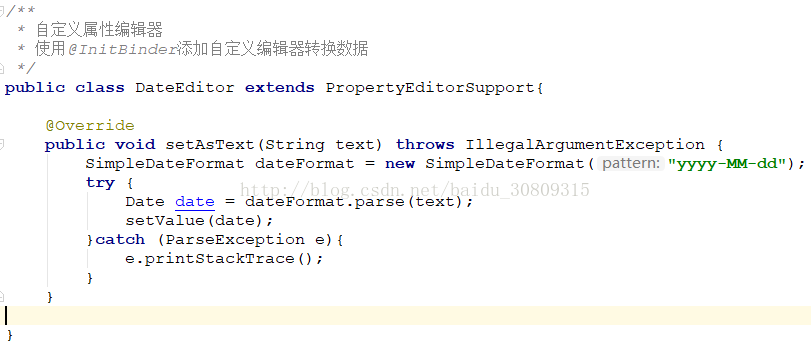 /**
 * 自定义属性编辑器
 * 使用@InitBinder添加自定义编辑器转换数据
 */
public class DateEditor extends PropertyEditorSupport{
    @Override
    public void setAsText(String text) throws IllegalArgumentException {
        SimpleDateFormat dateFormat = new SimpleDateFormat( pattern: "yyyy-MM-dd");
        try {
http://blog.csdn.net/baidu_30809315
            Date date = dateFormat.parse(text);
            setValue(date);
        }catch (ParseException e){
            e.printStackTrace();
        }
    }
}